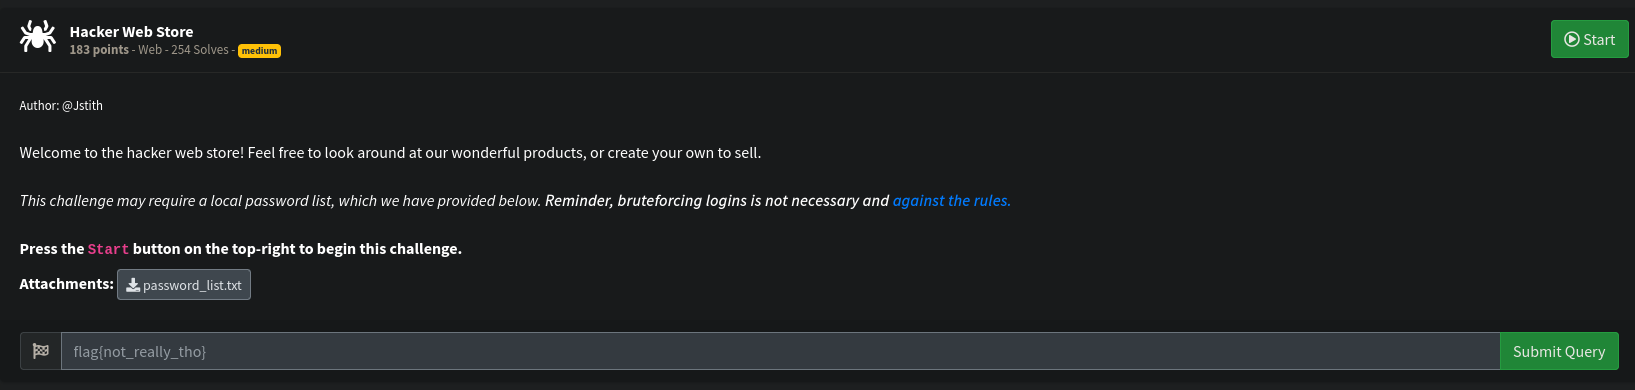 Hacker Web Store
183 points - Web - 254 Solves - medium
Start
Author: @Jstith
Welcome to the hacker web store! Feel free to look around at our wonderful products, or create your own to sell.
This challenge may require a local password list, which we have provided below. Reminder, bruteforcing logins is not necessary and against the rules.
Press the Start button on the top-right to begin this challenge.
Attachments: password_list.txt
flag{not_really_tho}
Submit Query